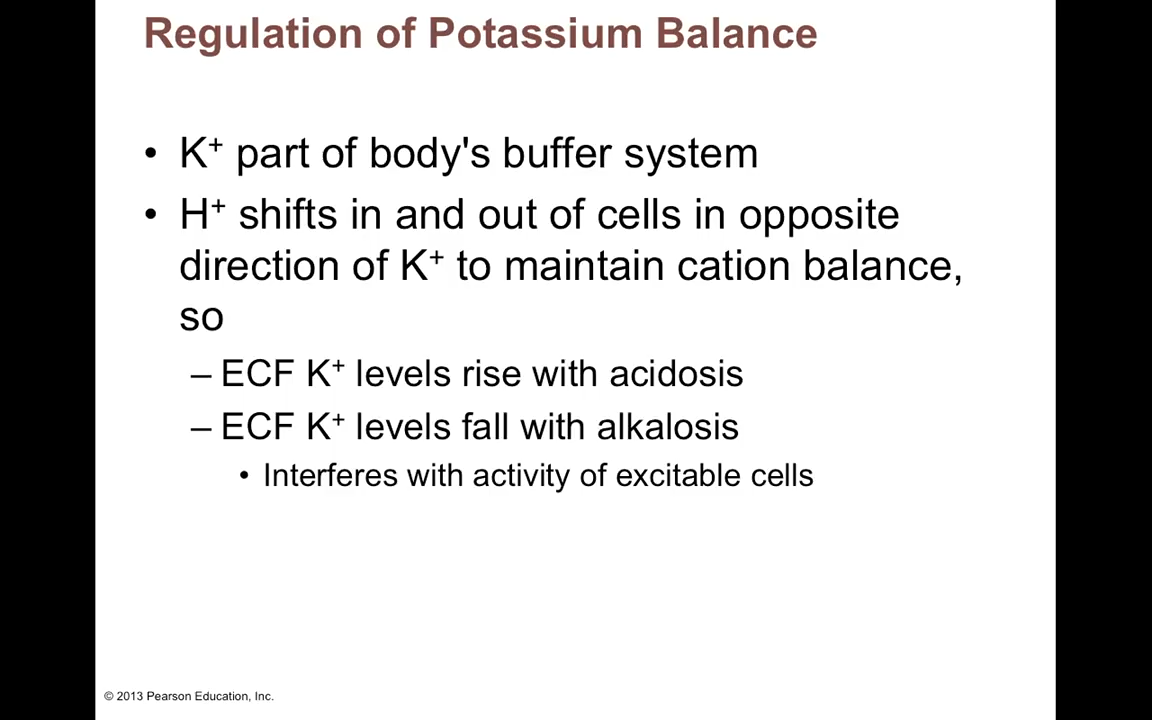 Regulation of Potassium Balance
• K⁺ part of body's buffer system
• H⁺ shifts in and out of cells in opposite
direction of K⁺ to maintain cation balance,
so
– ECF K⁺ levels rise with acidosis
– ECF K⁺ levels fall with alkalosis
• Interferes with activity of excitable cells
© 2013 Pearson Education, Inc.